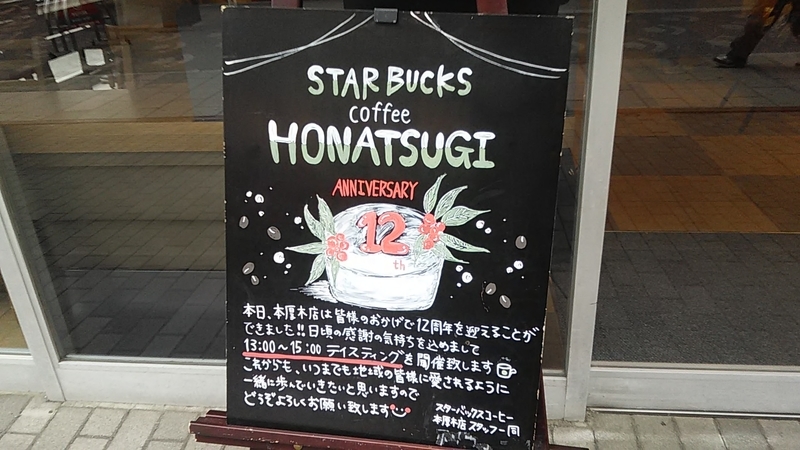 STARBUCKS
coffee
HONATSUGI
ANNIVERSARY
12
th
本日、本厚木店は皆様のおかげで12周年を迎えることが
できました!!日頃の感謝の気持ちを込めまして
13:00~15:00 テイスティングを開催致します
これからも、いつまでも地域の皆様に愛されるように
一緒に歩んでいきたいと思いますので
どうぞよろしくお願い致します
スターバックスコーヒー
本厚木店スタッフ一同